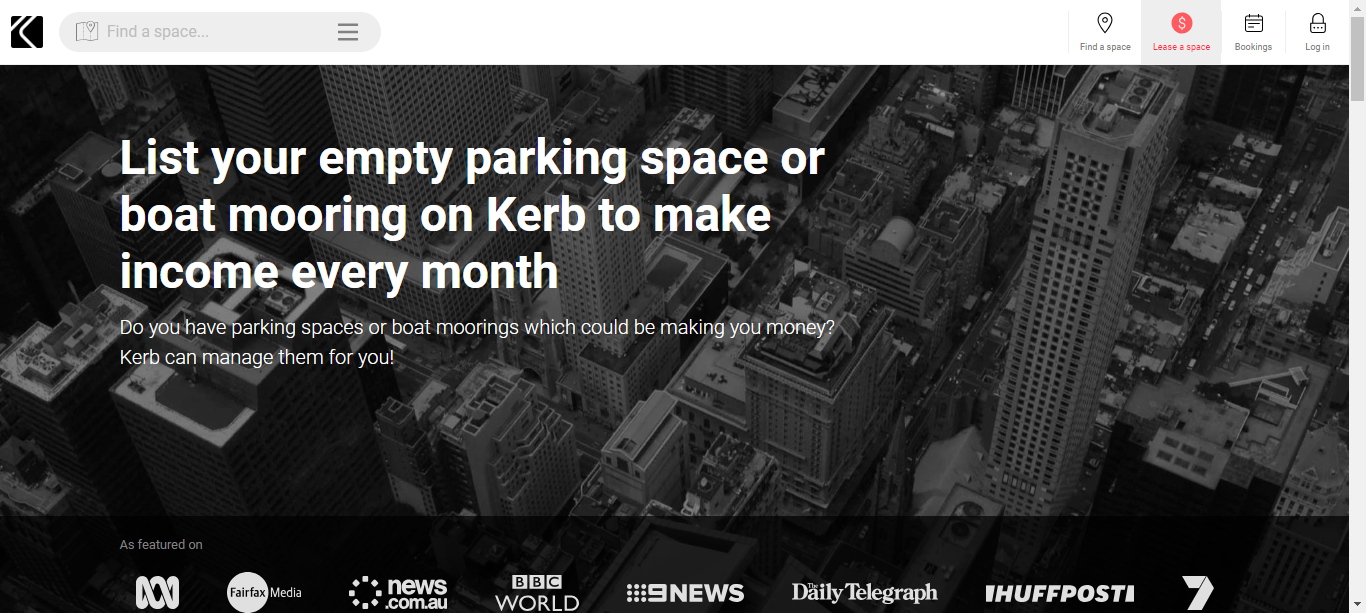 Find a space...
Find a space
$
Lease a space
Bookings
Log in
List your empty parking space or
boat mooring on Kerb to make
income every month
Do you have parking spaces or boat moorings which could be making you money?
Kerb can manage them for you!
As featured on
Fairfax Media
news
.com.au
BBC
WORLD
9NEWS
The Daily Telegraph
HUFFPOST
7